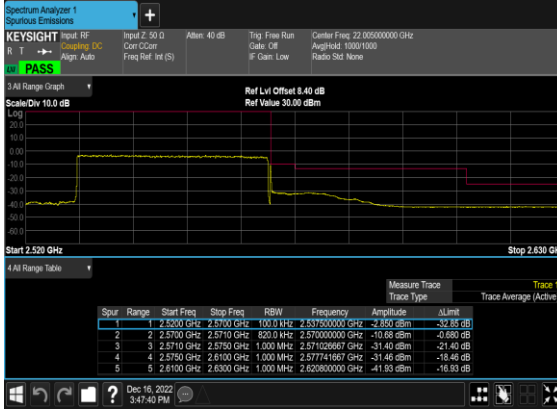 Spectrum Analyzer 1
Spurious Emissions
KEYSIGHT
R T
LXI PASS
Input: RF
Coupling: DC
Align: Auto
Input Z: 50 Ω
Corr CCorr
Freq Ref: Int (S)
Atten: 40 dB
Trig: Free Run
Gate: Off
IF Gain: Low
Center Freq: 22.005000000 GHz
Avg|Hold: 1000/1000
Radio Std: None
3 All Range Graph
Scale/Div 10.0 dB
Ref Lvl Offset 8.40 dB
Ref Value 30.00 dBm
Log
20.0
10.0
0.00
-10.0
-20.0
-30.0
-40.0
-50.0
-60.0
Start 2.520 GHz
Stop 2.630 GH
4 All Range Table
Measure Trace Trace 1
Trace Type Trace Average (Active
Spur Range Start Freq Stop Freq RBW Frequency Amplitude ΔLimit
1 1 2.5200 GHz 2.5700 GHz 100.0 kHz 2.537500000 GHz -2.850 dBm -32.85 dB
2 2 2.5700 GHz 2.5710 GHz 820.0 kHz 2.570000000 GHz -10.68 dBm -0.680 dB
3 3 2.5710 GHz 2.5750 GHz 1.000 MHz 2.571026667 GHz -31.40 dBm -21.40 dB
4 4 2.5750 GHz 2.6100 GHz 1.000 MHz 2.577741667 GHz -31.46 dBm -18.46 dB
5 5 2.6100 GHz 2.6300 GHz 1.000 MHz 2.620800000 GHz -41.93 dBm -16.93 dB
Dec 16, 2022
3:47:40 PM